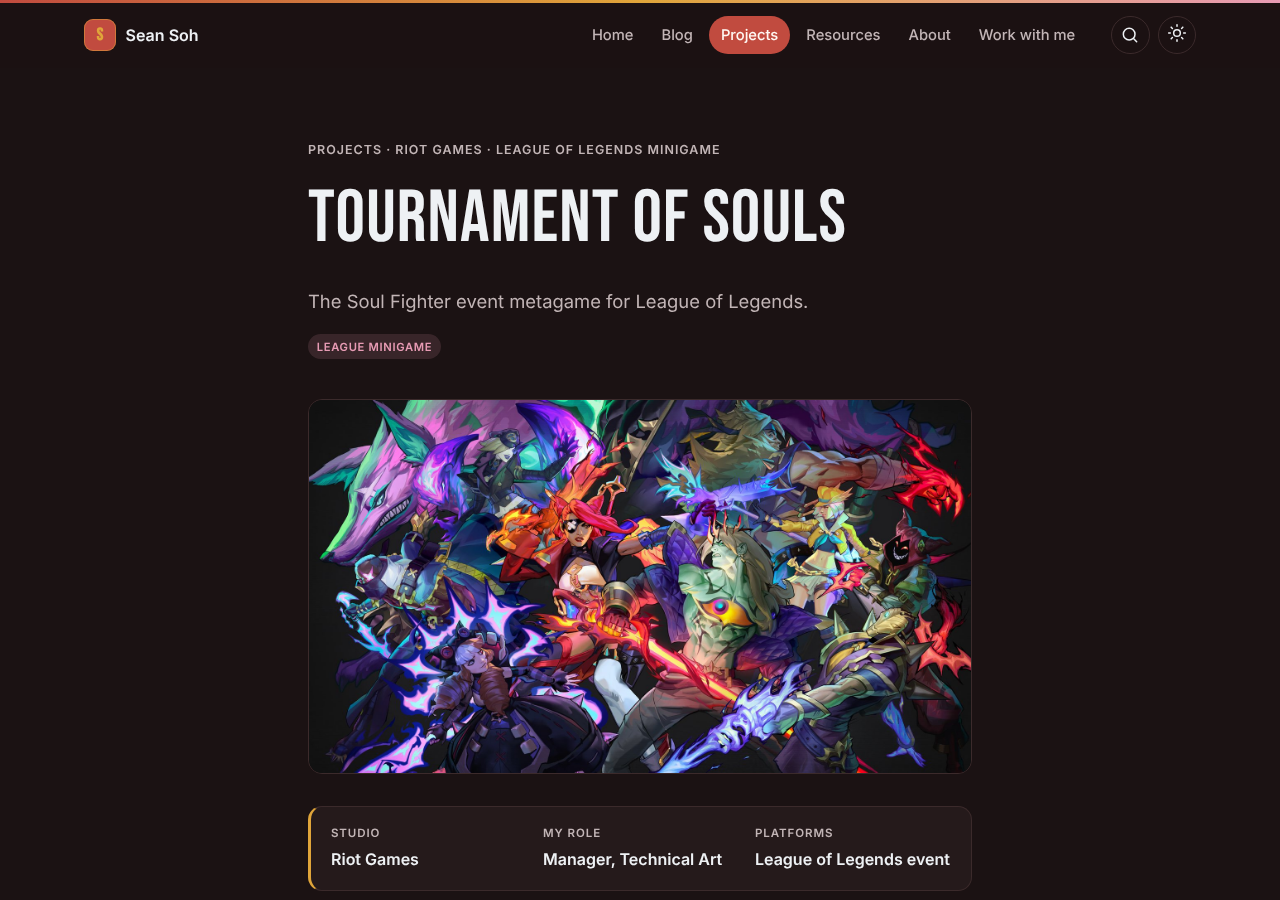 S
Sean Soh
Home Blog Projects Resources About Work with me
PROJECTS · RIOT GAMES · LEAGUE OF LEGENDS MINIGAME
TOURNAMENT OF SOULS
The Soul Fighter event metagame for League of Legends.
LEAGUE MINIGAME
STUDIO MY ROLE PLATFORMS
Riot Games Manager, Technical Art League of Legends event